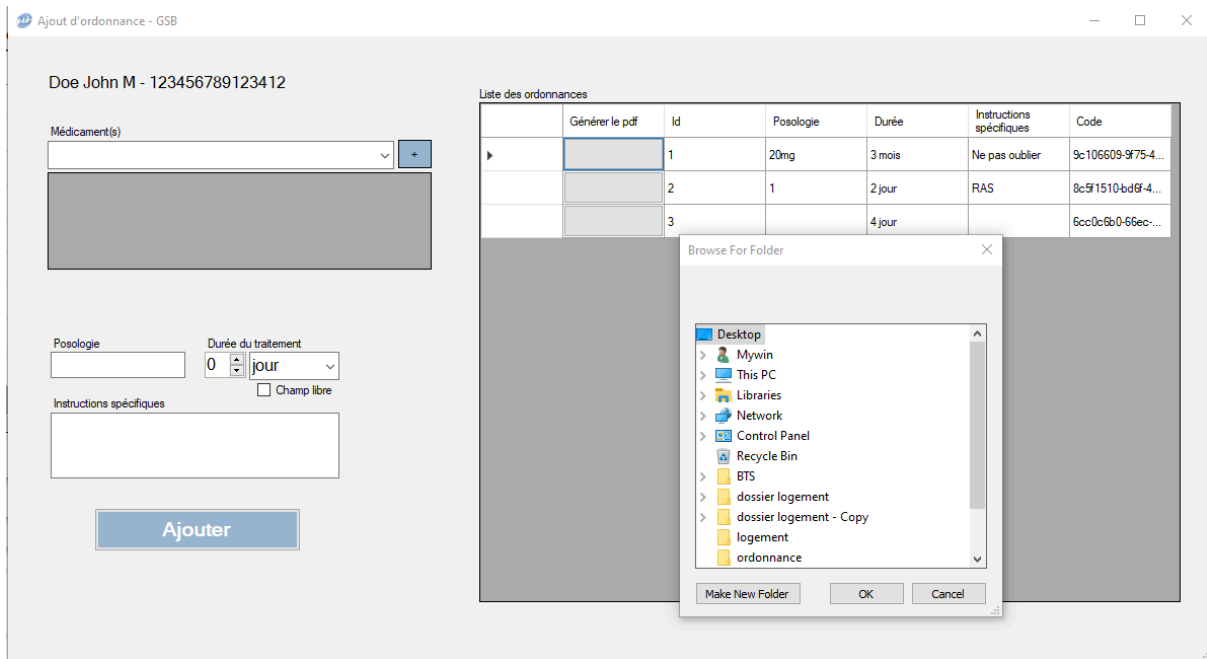 Ajout d'ordonnance - GSB
Doe John M - 123456789123412
Médicament(s)
+
Posologie
Durée du traitement
0
jour
Champ libre
Instructions spécifiques
Ajouter
Liste des ordonnances
Générer le pdf Id Posologie Durée Instructions spécifiques Code
1 20mg 3 mois Ne pas oublier 9c106609-9f75-4...
2 1 2 jour RAS 8c5f1510-bd6f-4...
3 4 jour 6cc0c6b0-66ec-...
Browse For Folder
Desktop
Mywin
This PC
Libraries
Network
Control Panel
Recycle Bin
BTS
dossier logement
dossier logement - Copy
logement
ordonnance
Make New Folder OK Cancel